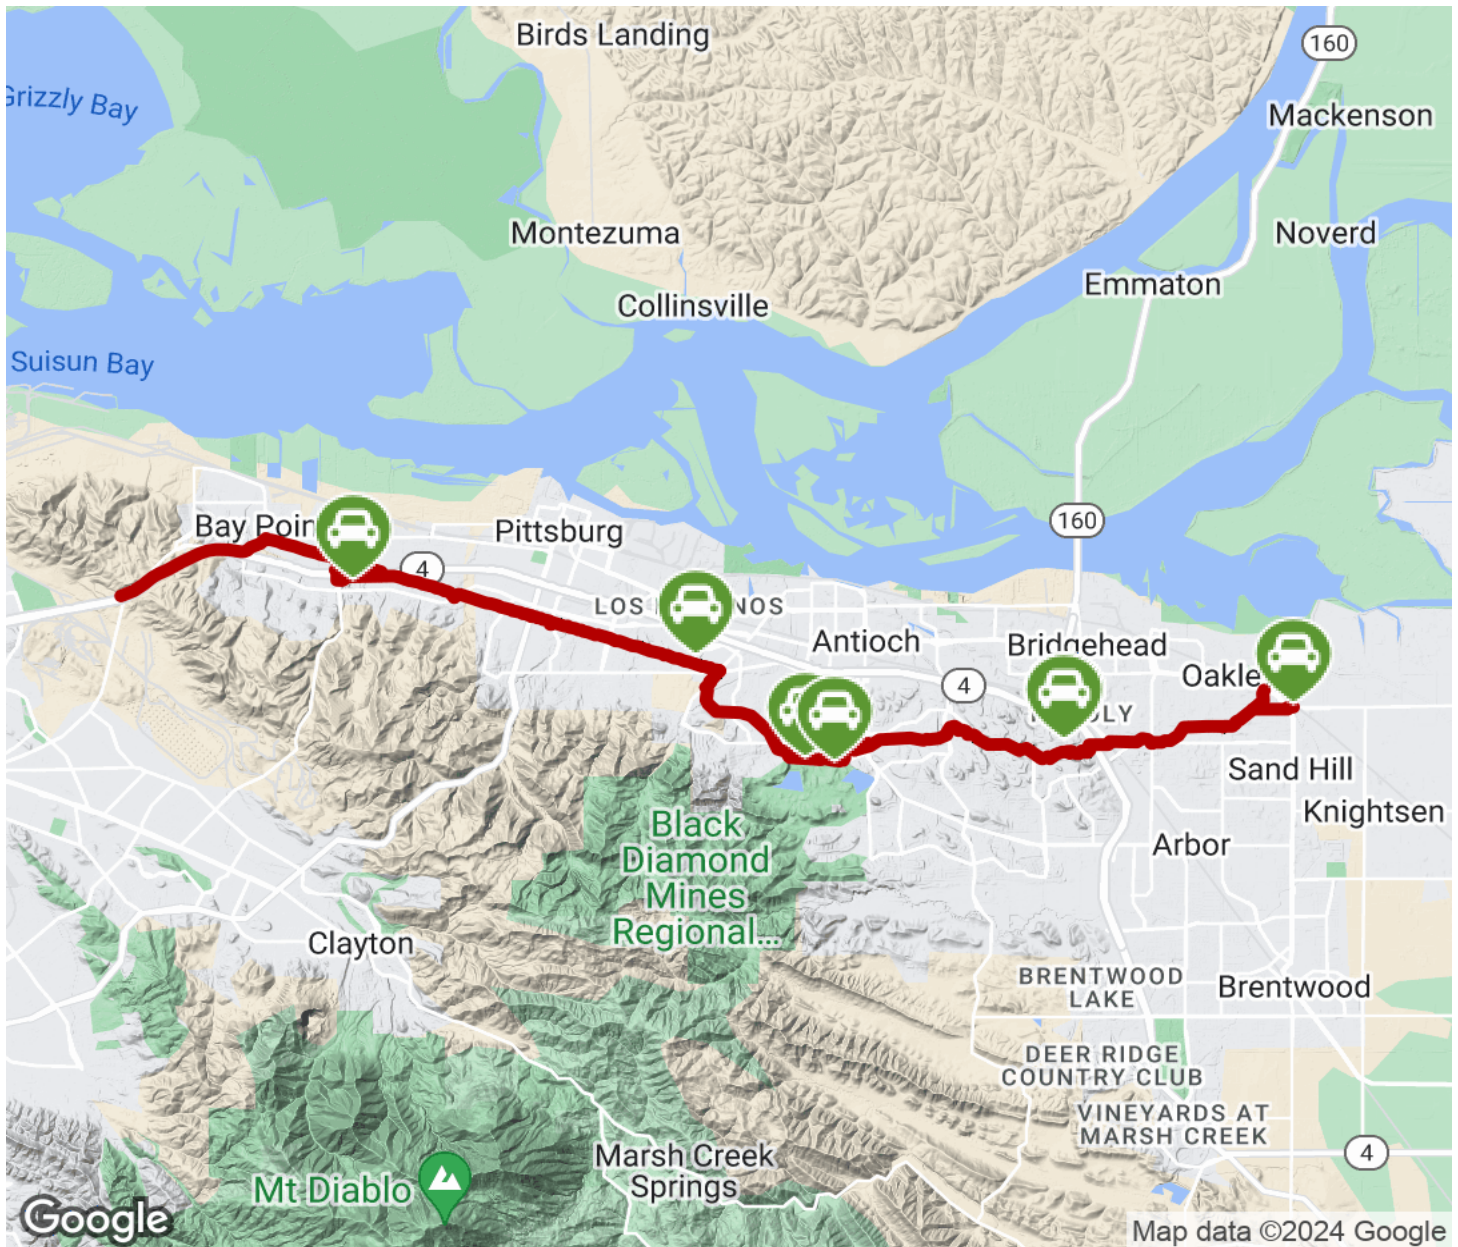 Birds Landing
160
Grizzly Bay
Mackenson
Montezuma
Noverd
Emmaton
Collinsville
Suisun Bay
160
Bay Poin
Pittsburg
4
LOS
NOS
Antioch
Bridgehead
Oakle
4
LY
Sand Hill
Knightsen
Black
Diamond
Mines
Regional...
Arbor
Clayton
BRENTWOOD
LAKE
Brentwood
DEER RIDGE
COUNTRY CLUB
VINEYARDS AT
MARSH CREEK
4
Marsh Creek
Springs
Mt Diablo
Google
Map data ©2024 Google